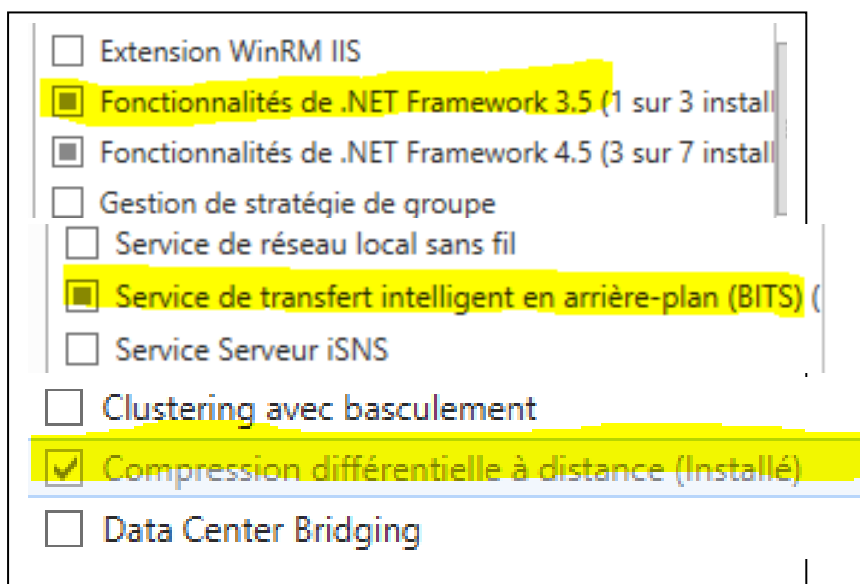 Extension WinRM IIS
Fonctionnalités de .NET Framework 3.5 (1 sur 3 install
Fonctionnalités de .NET Framework 4.5 (3 sur 7 install
Gestion de stratégie de groupe
Service de réseau local sans fil
Service de transfert intelligent en arrière-plan (BITS) (
Service Serveur iSNS
Clustering avec basculement
Compression différentielle à distance (Installé)
Data Center Bridging